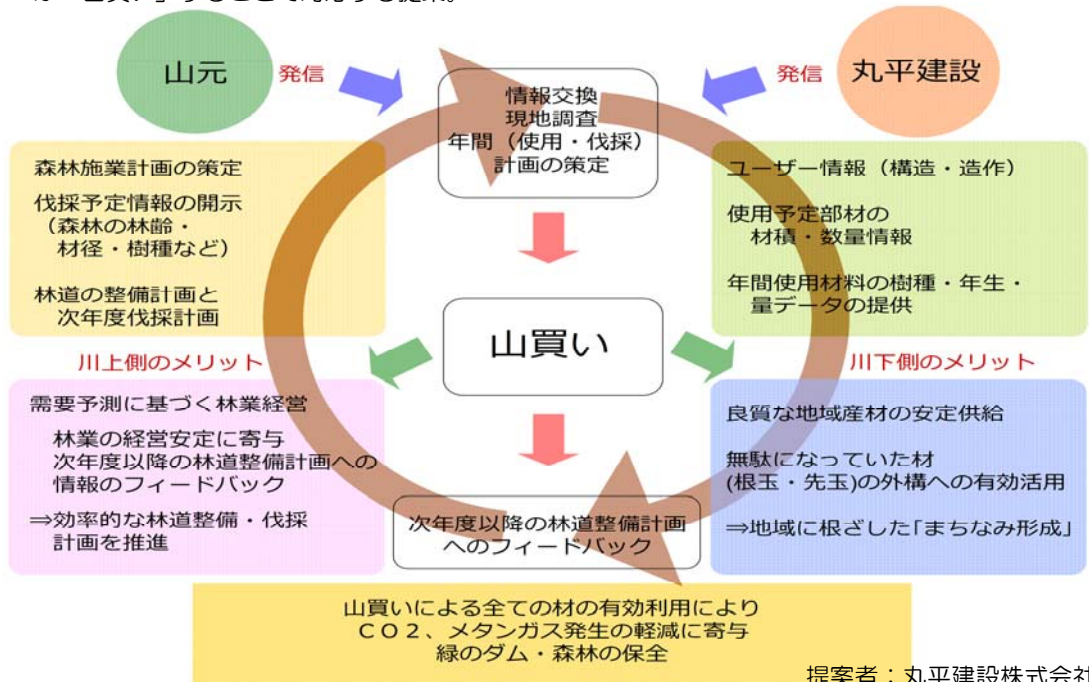 が「山買い」することで対応する提案。
山元
発信
発信
丸平建設
情報交換
現地調査
年間（使用・伐採）
計画の策定
森林施業計画の策定
伐採予定情報の開示
（森林の林齢・
材径・樹種など）
林道の整備計画と
次年度伐採計画
ユーザー情報（構造・造作）
使用予定部材の
材積・数量情報
年間使用材料の樹種・年生・
量データの提供
山買い
川上側のメリット
川下側のメリット
需要予測に基づく林業経営
林業の経営安定に寄与
次年度以降の林道整備計画への
情報のフィードバック
⇒効率的な林道整備・伐採
計画を推進
良質な地域産材の安定供給
無駄になっていた材
(根玉・先玉)の外構への有効活用
⇒地域に根ざした「まちなみ形成」
次年度以降の林道整備計画
へのフィードバック
山買いによる全ての材の有効利用により
ＣＯ２、メタンガス発生の軽減に寄与
緑のダム・森林の保全
提案者：丸平建設株式会社